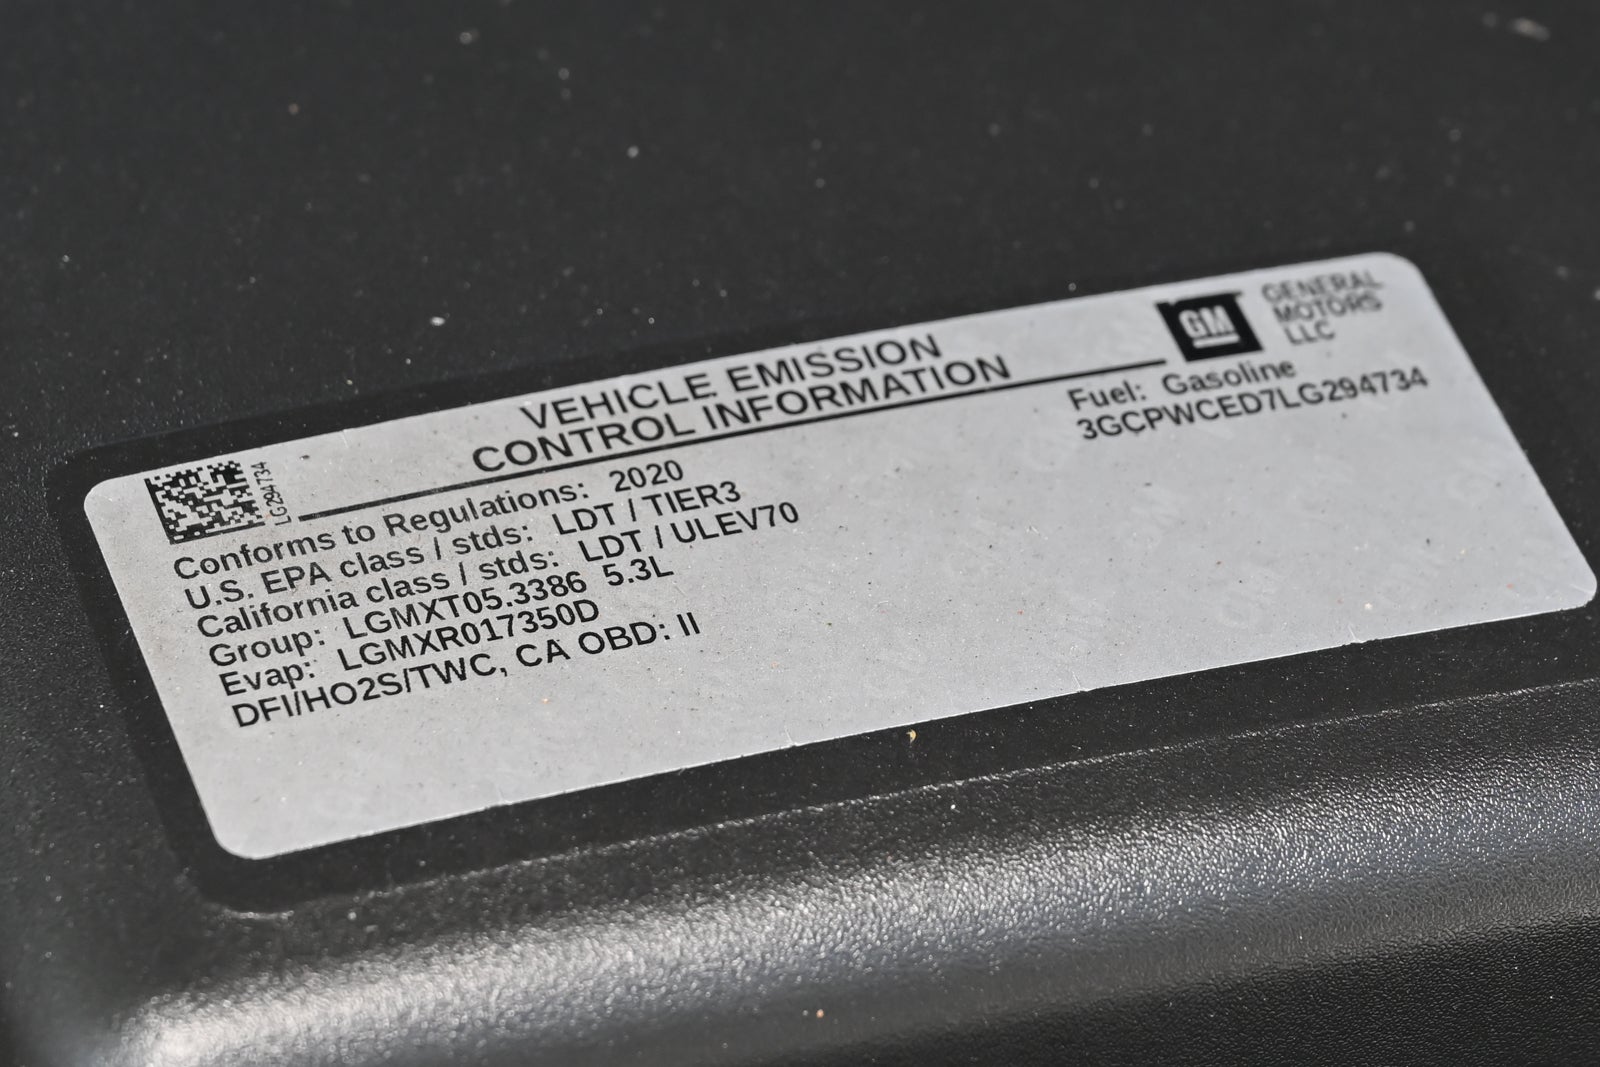 VEHICLE EMISSION
CONTROL INFORMATION
GM
GENERAL
MOTORS
LLC
Fuel: Gasoline
3GCPWCED7LG294734
LG294734
Conforms to Regulations: 2020
U.S. EPA class / stds: LDT / TIER3
California class / stds: LDT / ULEV70
Group: LGMXT05.3386 5.3L
Evap: LGMXR017350D
DFI/HO2S/TWC, CA OBD: II